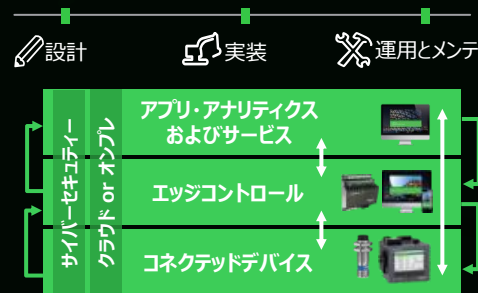 設計
実装
運用とメンテ
サイバーセキュティー
クラウド or オンプレ
アプリ・アナリティクス
およびサービス
エッジコントロール
コネクテッドデバイス